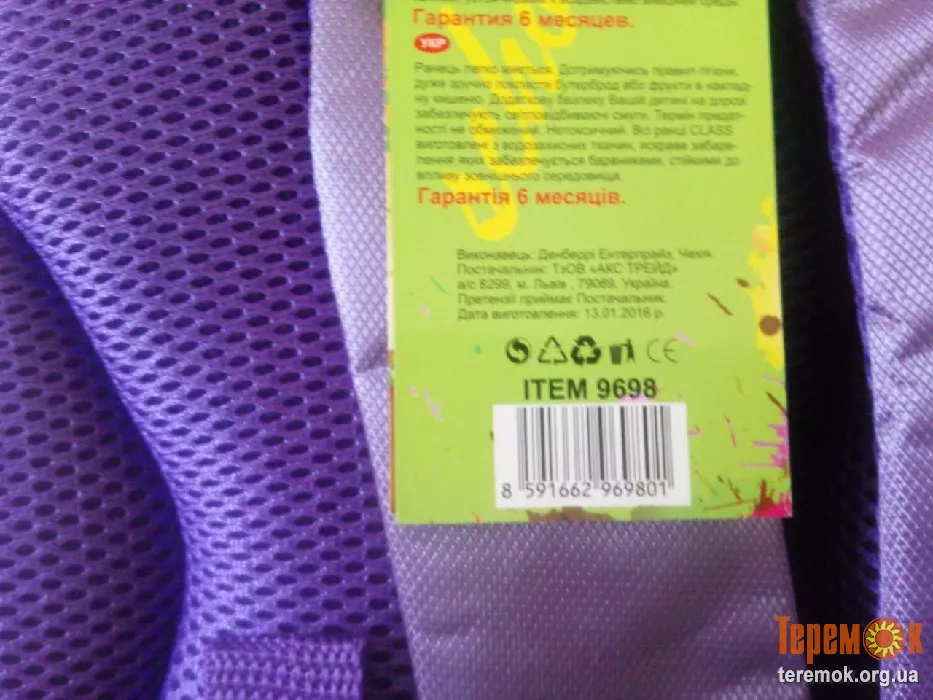 Гарантия 6 месяцев.
УКР
Ранець легко миється. Дотримуючись правил гігієни,
дуже зручно покласти бутерброд або фрукти в наклад-
ну кишеню. Додаткову безпеку Вашій дитині на дорозі
забезпечують світловідбиваючі смуги. Термін придат-
ності не обмежений. Нетоксичний. Всі ранці CLASS
виготовлені з водозахисних тканин, яскраве забарв-
лення яких забезпечується барвниками, стійкими до
впливу зовнішнього середовища.
Гарантія 6 месяців.
Виконавець: Денберрі Ентерпрайз, Чехія.
Постачальник: ТзОВ «АКС ТРЕЙД»
а/с 8299, м. Львів , 79069, Україна.
Претензії приймає Постачальник.
Дата виготовлення: 13.01.2016 р.
CE
ITEM 9698
8 591662 969801
Теремок
teremok.org.ua